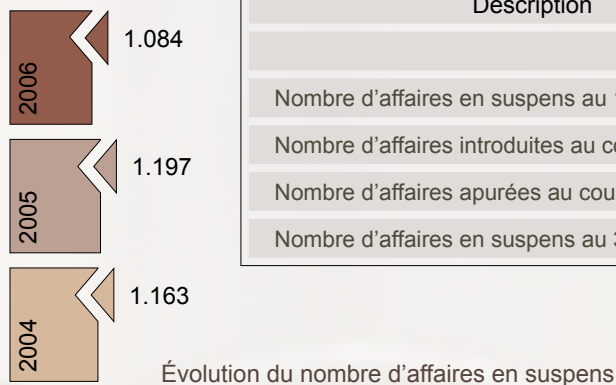 Description
2006
1.084
Nombre d'affaires en suspens au
Nombre d'affaires introduites au
2005
1.197
Nombre d'affaires apurées au
Nombre d'affaires en suspens au
2004
1.163
Évolution du nombre d'affaires en suspens